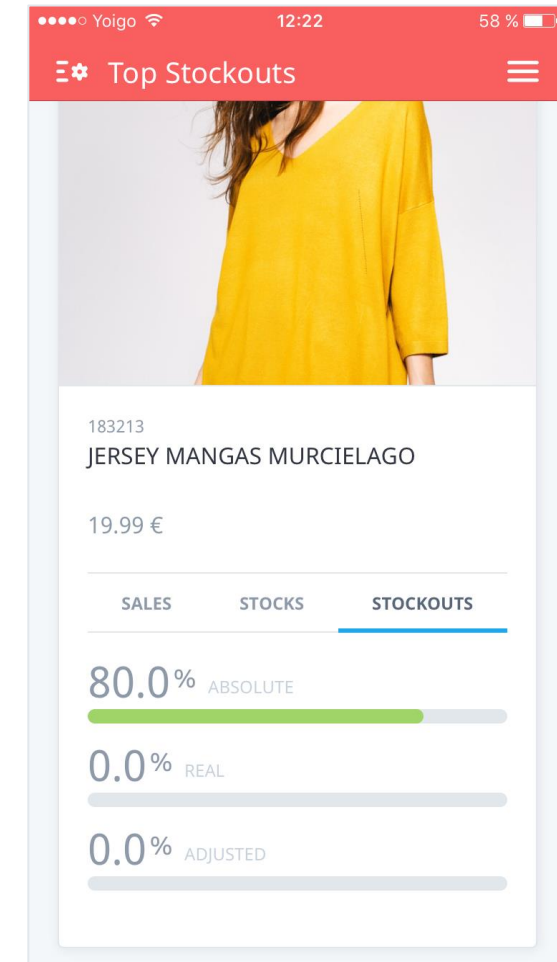 Yoigo 12:22 58 %
Top Stockouts
183213
JERSEY MANGAS MURCIELAGO
19.99 €
SALES STOCKS STOCKOUTS
80.0% ABSOLUTE
0.0% REAL
0.0% ADJUSTED